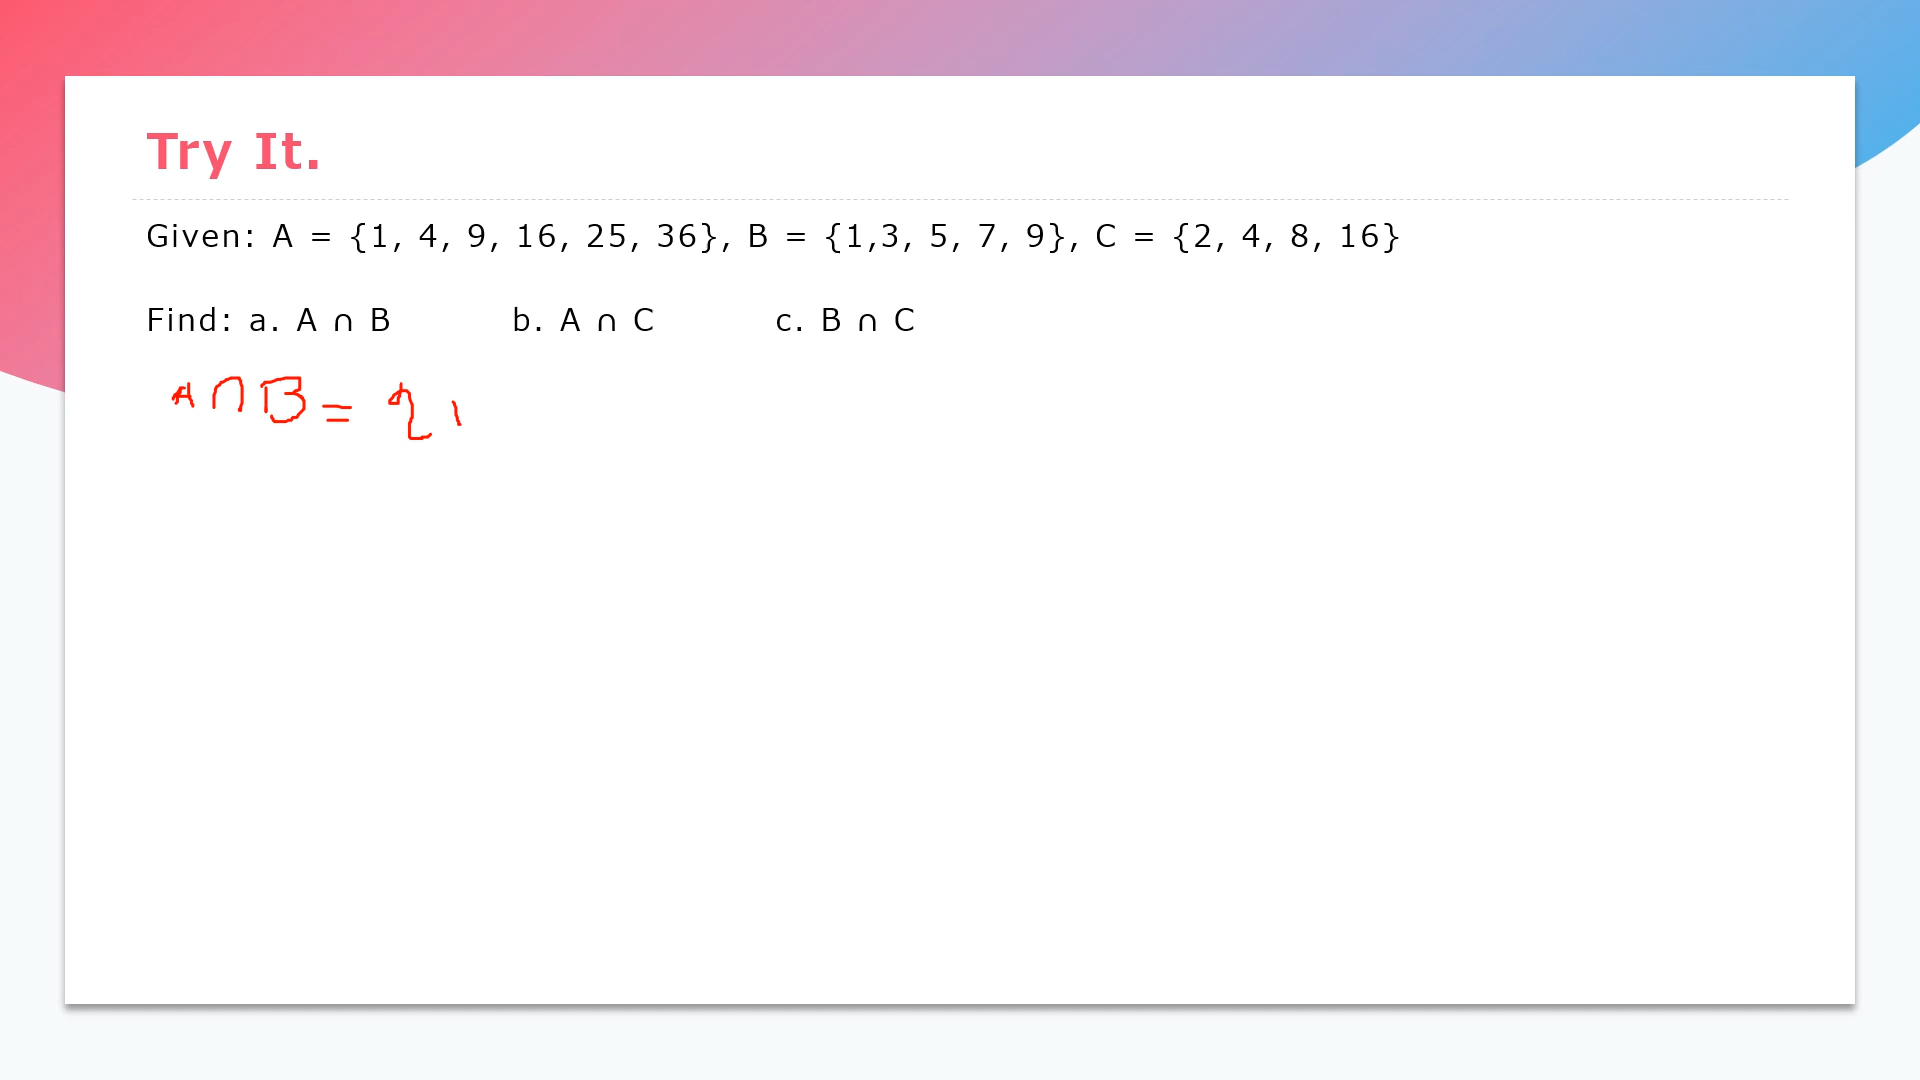 Try It.
Given: A = {1, 4, 9, 16, 25, 36}, B = {1,3, 5, 7, 9}, C = {2, 4, 8, 16}
Find: a. A ∩ B b. A ∩ C c. B ∩ C
A ∩ B = { 1